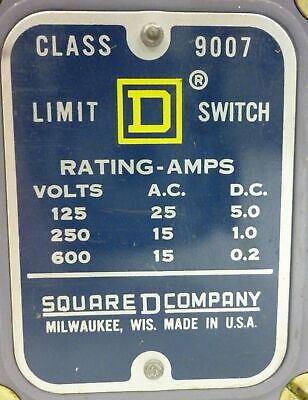 CLASS 9007
D ®
LIMIT SWITCH
RATING-AMPS
VOLTS A.C. D.C.
125 25 5.0
250 15 1.0
600 15 0.2
SQUARE D COMPANY
MILWAUKEE, WIS. MADE IN U.S.A.